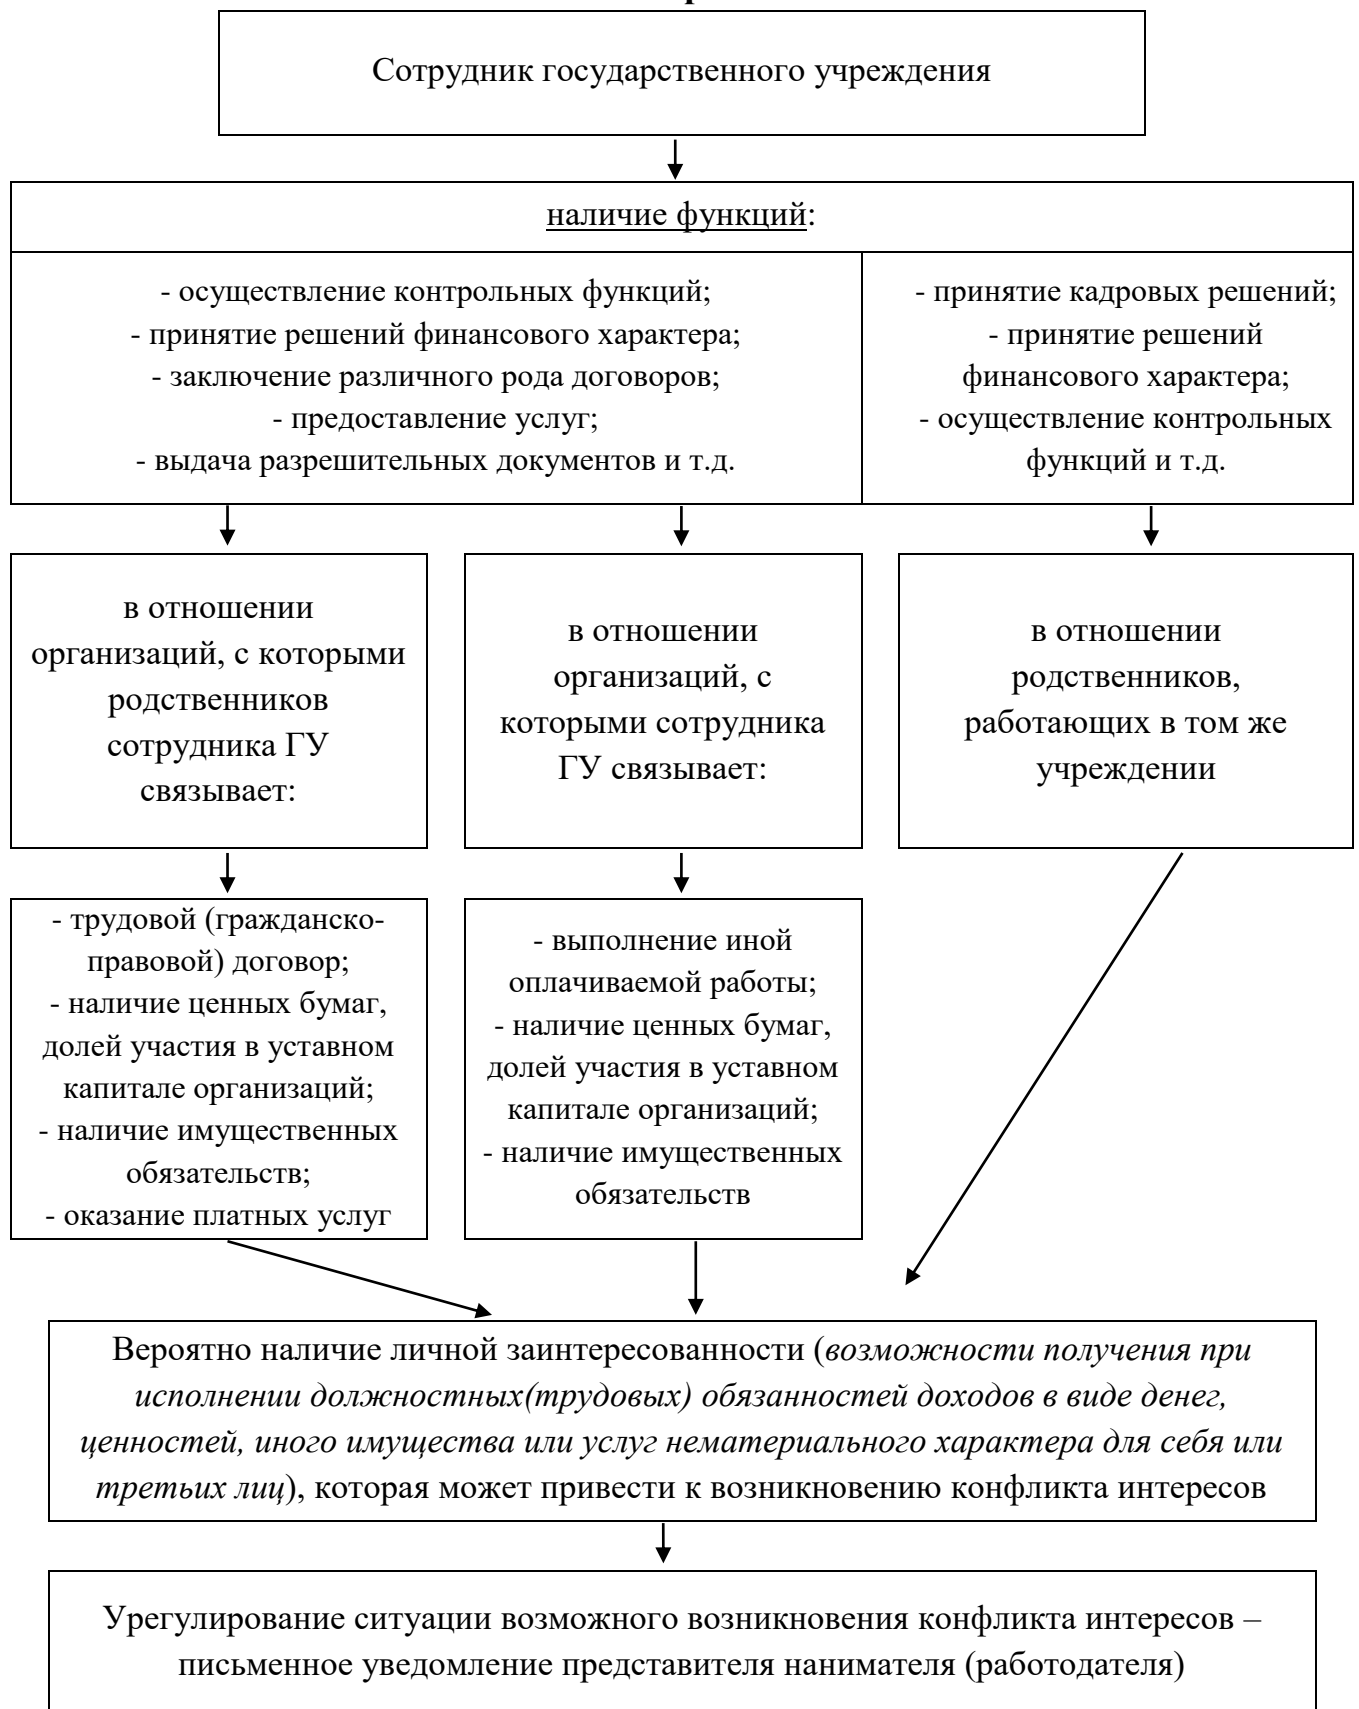 Сотрудник государственного учреждения
наличие функций:
- осуществление контрольных функций;
- принятие решений финансового характера;
- заключение различного рода договоров;
- предоставление услуг;
- выдача разрешительных документов и т.д.
- принятие кадровых решений;
- принятие решений
финансового характера;
- осуществление контрольных
функций и т.д.
в отношении
организаций, с которыми
родственников
сотрудника ГУ
связывает:
в отношении
организаций, с
которыми сотрудника
ГУ связывает:
в отношении
родственников,
работающих в том же
учреждении
- трудовой (гражданско-
правовой) договор;
- наличие ценных бумаг,
долей участия в уставном
капитале организаций;
- наличие имущественных
обязательств;
- оказание платных услуг
- выполнение иной
оплачиваемой работы;
- наличие ценных бумаг,
долей участия в уставном
капитале организаций;
- наличие имущественных
обязательств
Вероятно наличие личной заинтересованности (возможности получения при
исполнении должностных(трудовых) обязанностей доходов в виде денег,
ценностей, иного имущества или услуг нематериального характера для себя или
третьих лиц), которая может привести к возникновению конфликта интересов
Урегулирование ситуации возможного возникновения конфликта интересов –
письменное уведомление представителя нанимателя (работодателя)